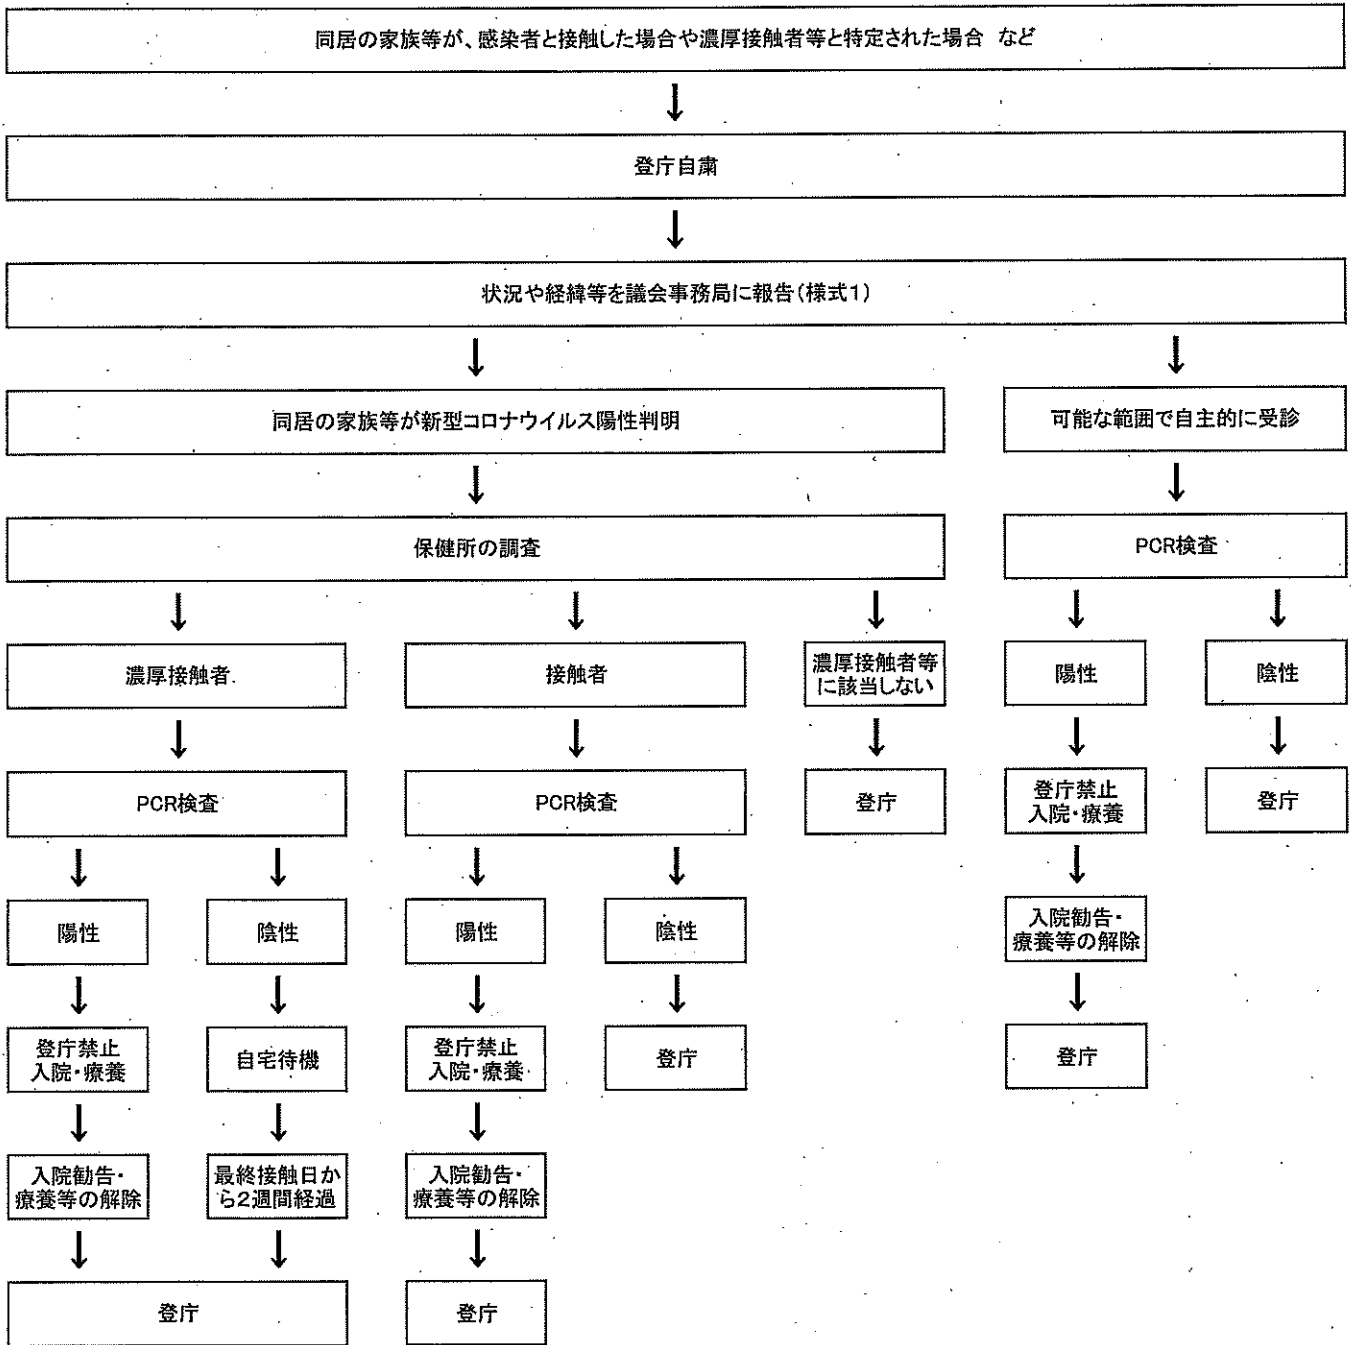 同居の家族等が、感染者と接触した場合や濃厚接触者等と特定された場合 など
登庁自粛
状況や経緯等を議会事務局に報告(様式1)
同居の家族等が新型コロナウイルス陽性判明
可能な範囲で自主的に受診
保健所の調査
PCR検査
濃厚接触者
接触者
濃厚接触者等
に該当しない
陽性
陰性
PCR検査
PCR検査
登庁
登庁禁止
入院・療養
登庁
陽性
陰性
陽性
陰性
入院勧告・
療養等の解除
登庁禁止
入院・療養
自宅待機
登庁禁止
入院・療養
登庁
登庁
入院勧告・
療養等の解除
最終接触日か
ら2週間経過
入院勧告・
療養等の解除
登庁
登庁